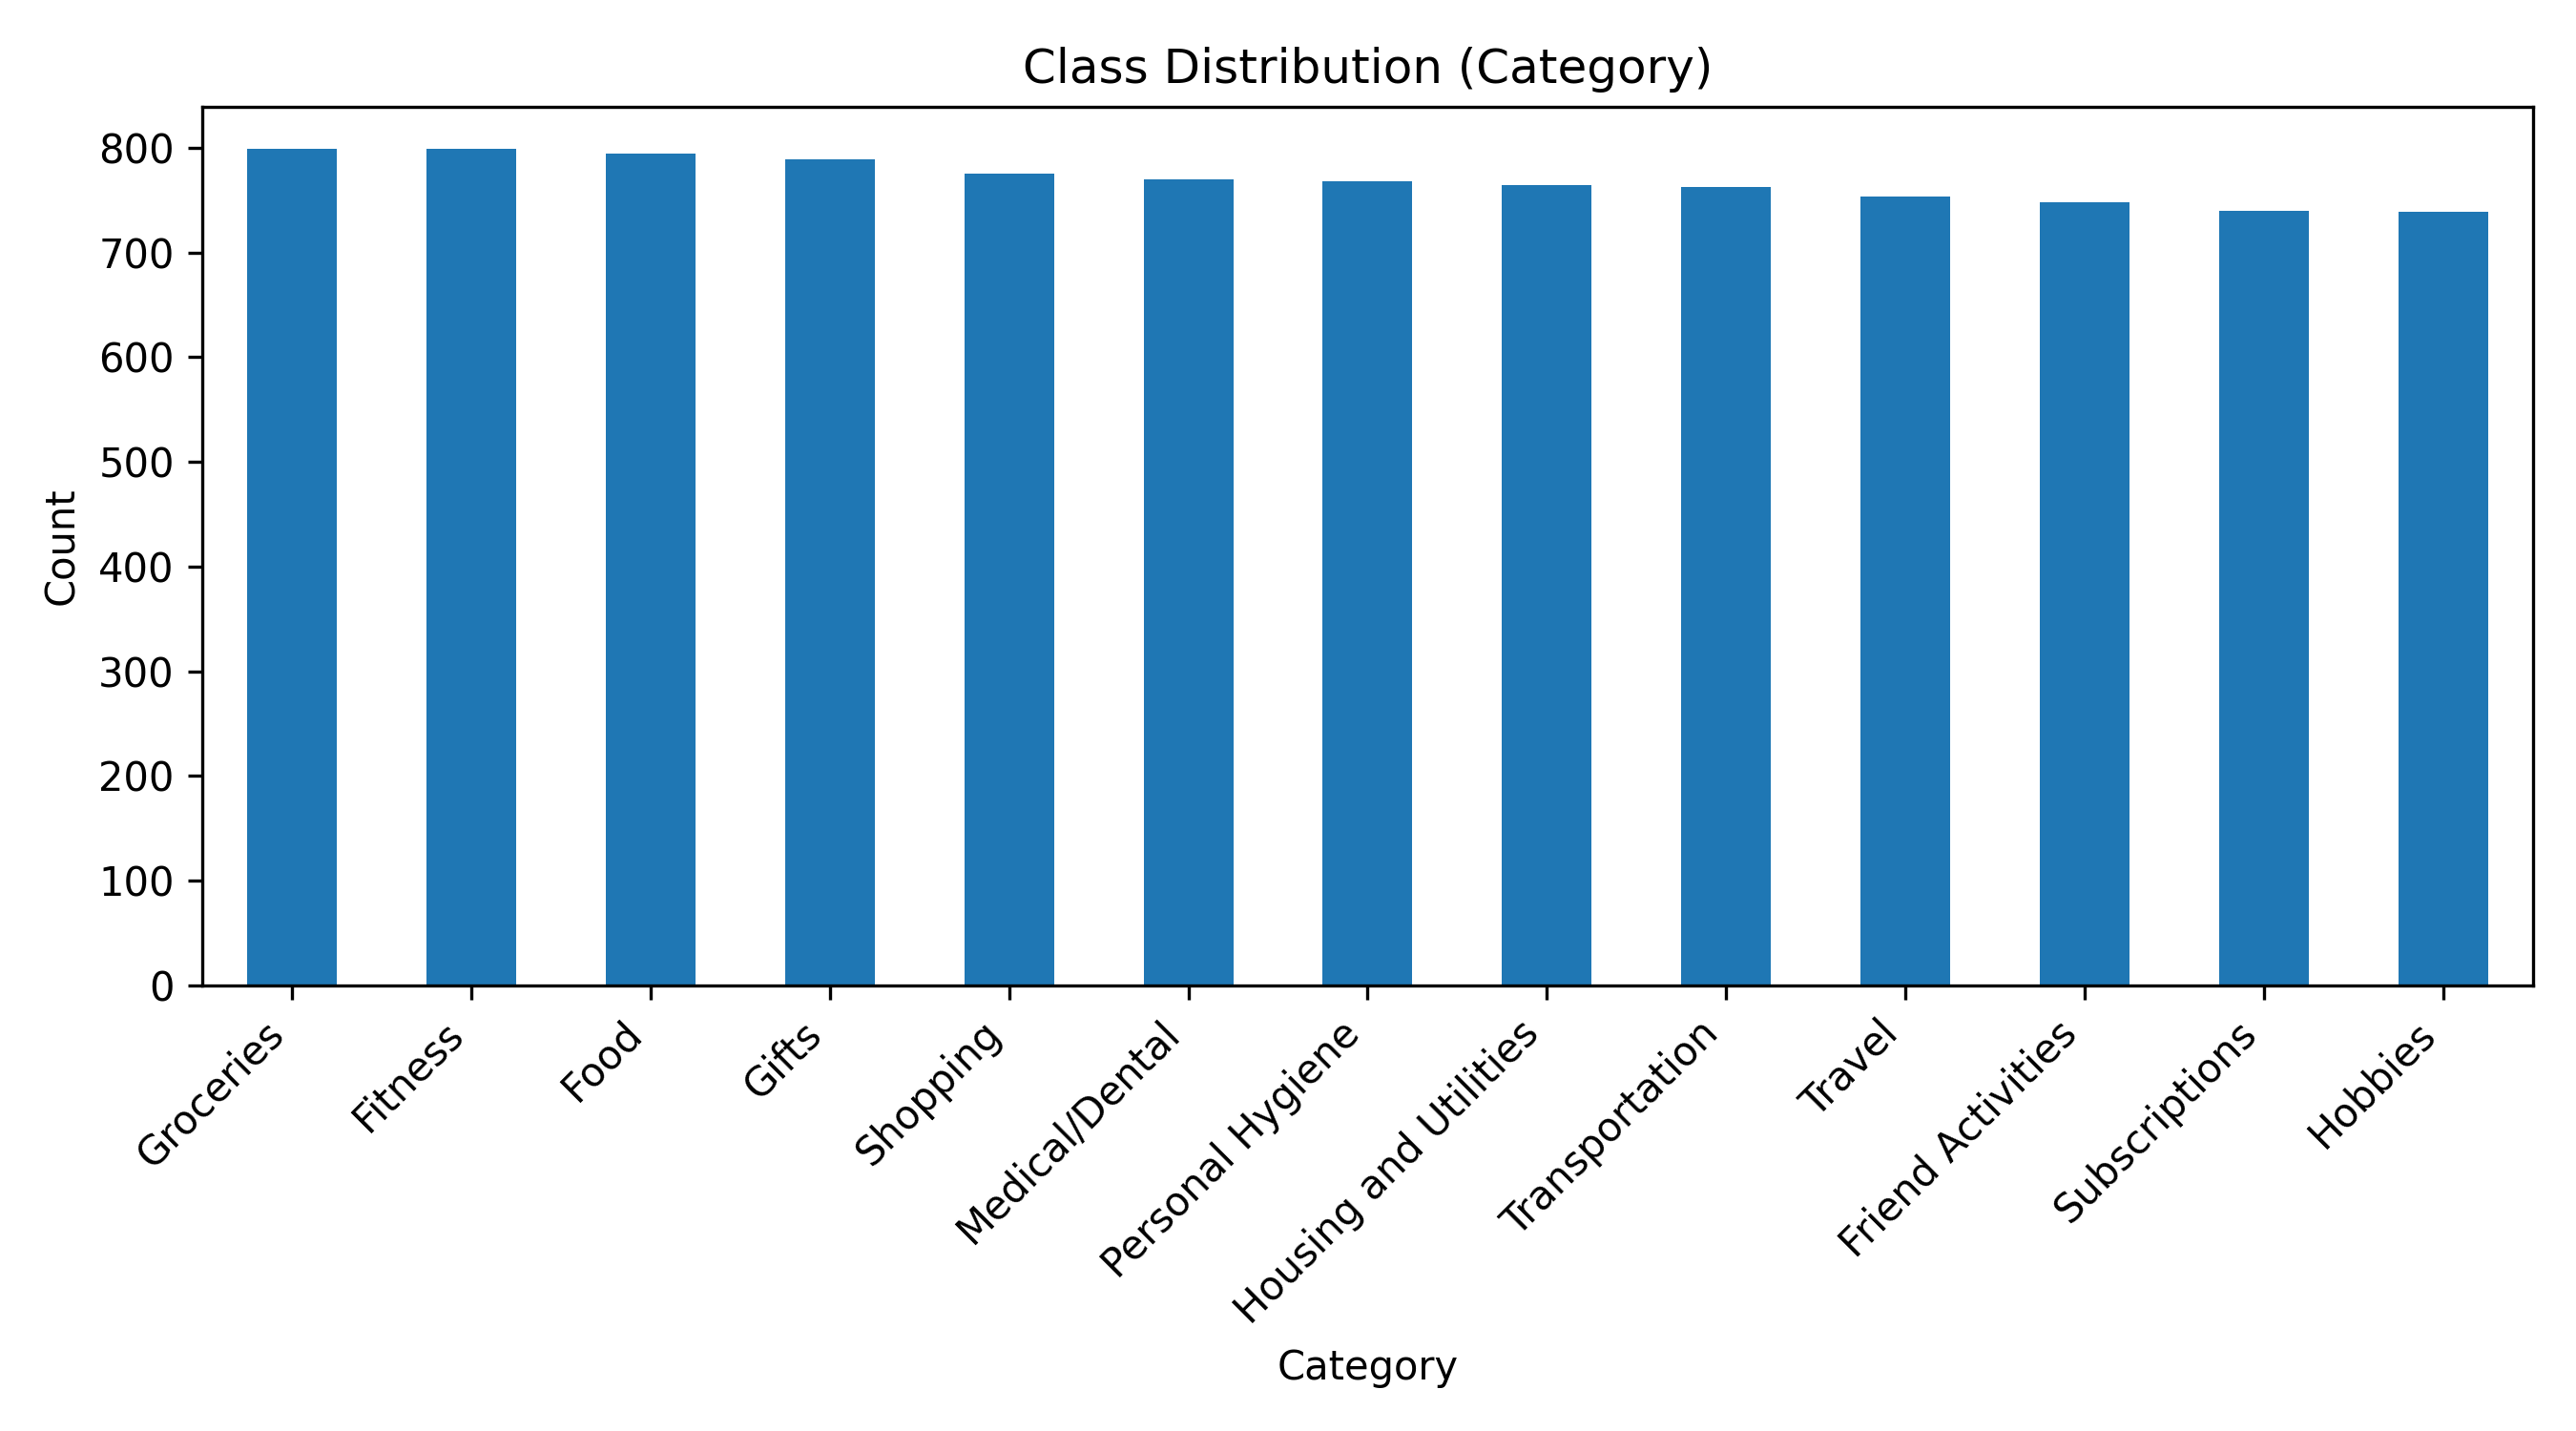 Class Distribution (Category)
800
700
600
500
400
300
200
100
0
Count
Groceries
Fitness
Food
Gifts
Shopping
Medical/Dental
Personal Hygiene
Housing and Utilities
Transportation
Travel
Friend Activities
Subscriptions
Hobbies
Category